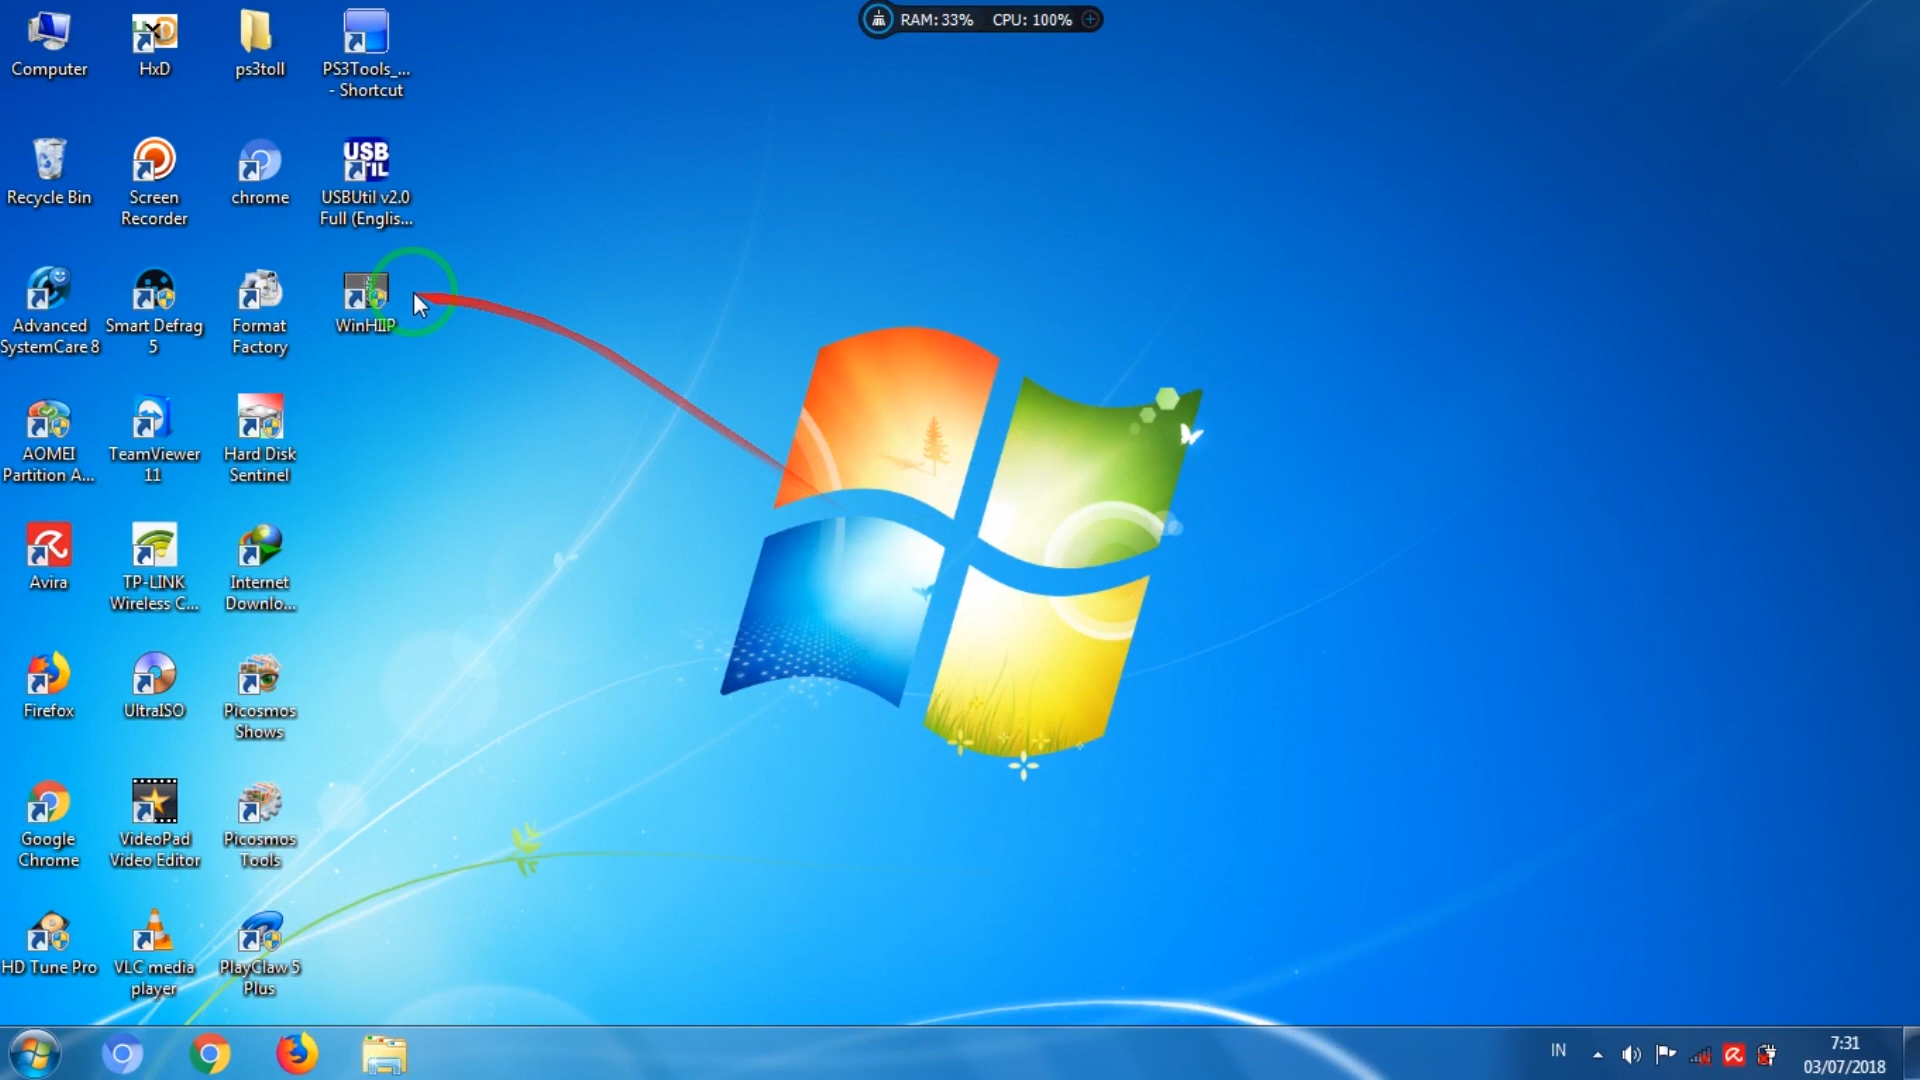 RAM: 33% CPU: 100%
Computer
HxD
ps3toll
PS3Tools_...
- Shortcut
Recycle Bin
Screen
Recorder
chrome
USB
TIL
USBUtil v2.0
Full (Englis...
Advanced
SystemCare 8
Smart Defrag
5
Format
Factory
WinHIIP
AOMEI
Partition A...
TeamViewer
11
Hard Disk
Sentinel
Avira
TP-LINK
Wireless C...
Internet
Downlo...
Firefox
UltraISO
Picosmos
Shows
Google
Chrome
VideoPad
Video Editor
Picosmos
Tools
HD Tune Pro
VLC media
player
PlayClaw 5
Plus
IN
7:31
03/07/2018